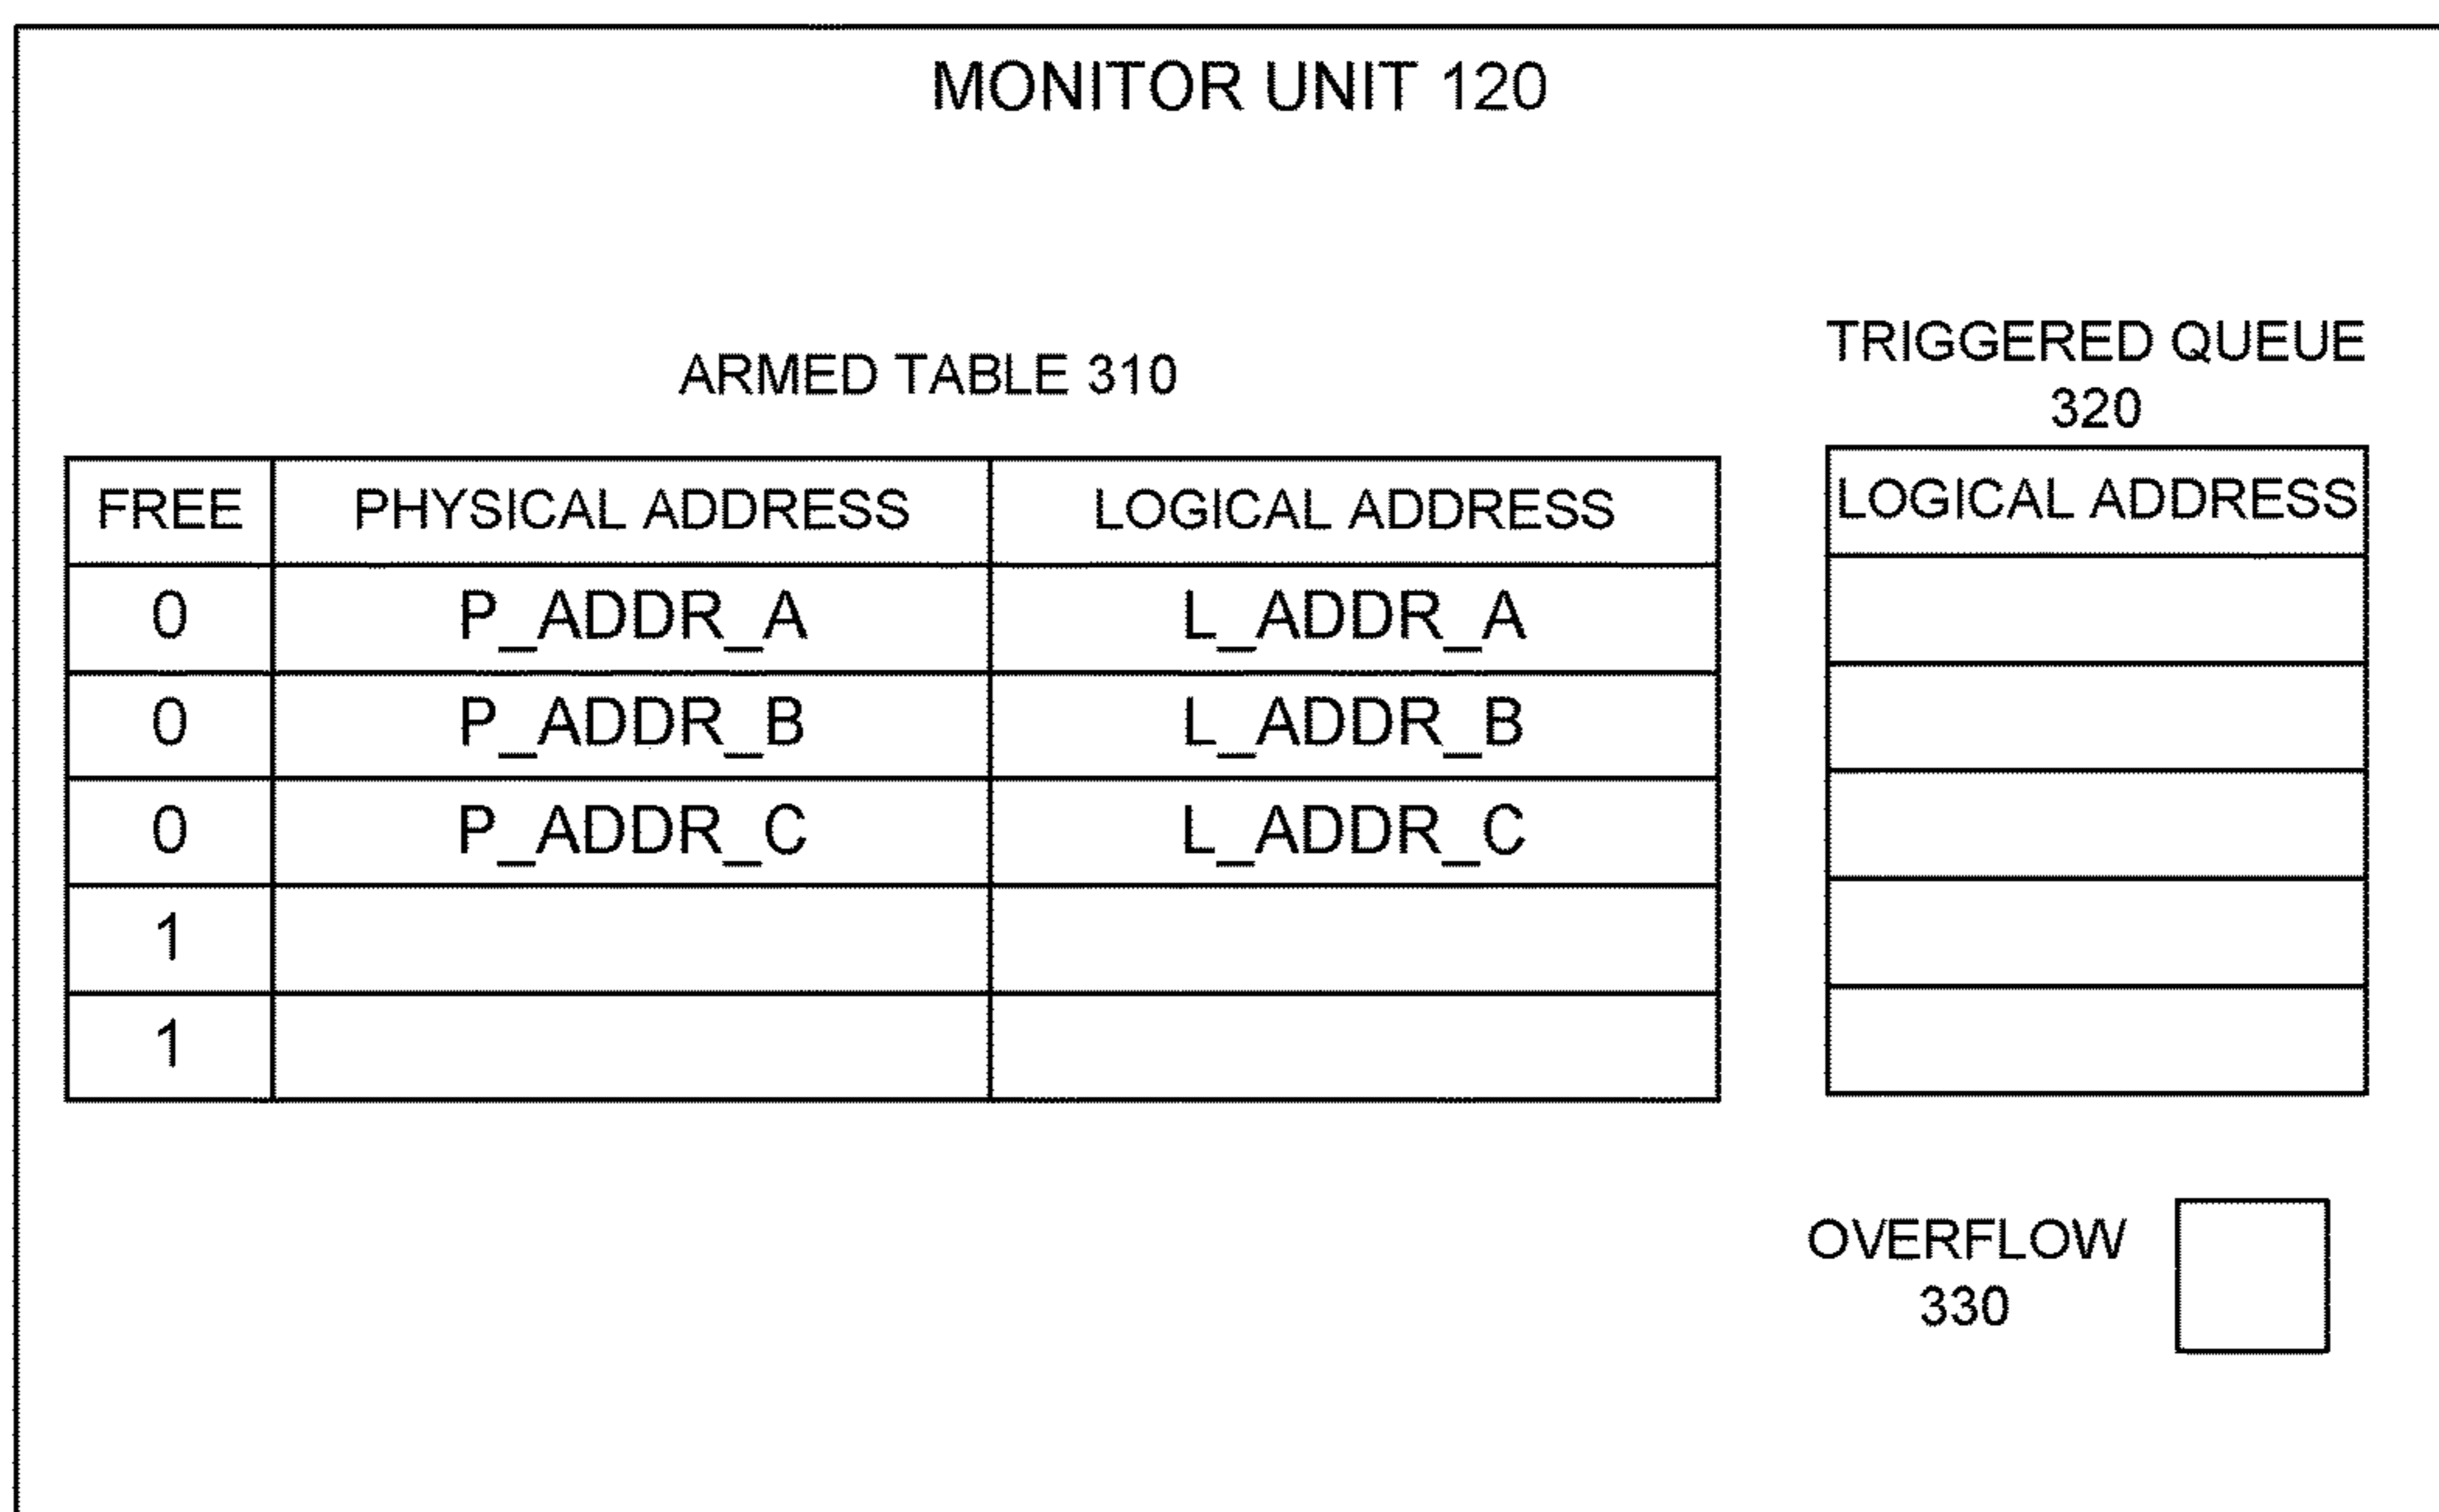 MONITOR UNIT 120
ARMED TABLE 310
FREE PHYSICAL ADDRESS LOGICAL ADDRESS
0 P_ADDR_A L_ADDR_A
0 P_ADDR_B L_ADDR_B
0 P_ADDR_C L_ADDR_C
1
1
TRIGGERED QUEUE
320
LOGICAL ADDRESS
OVERFLOW
330